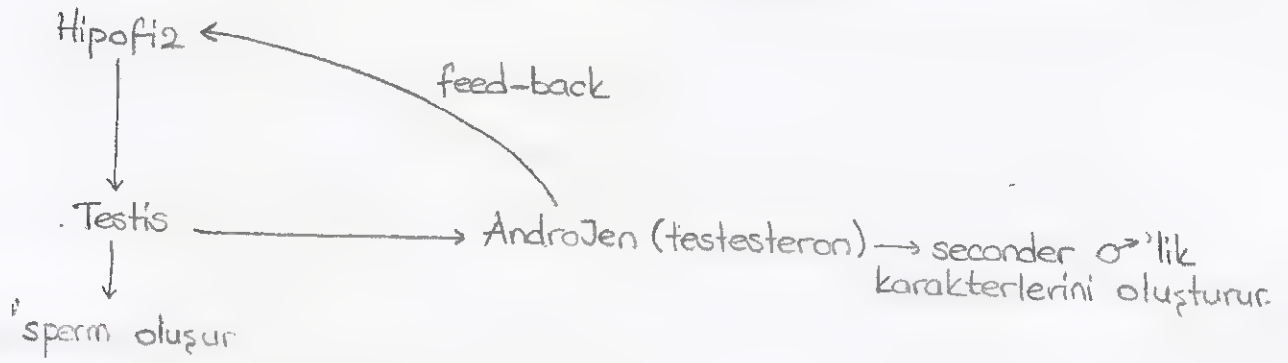 Hipofiz
feed-back
Testis
AndroJen (testesteron) → seconder ♂'lik
karakterlerini oluşturur.
sperm oluşur